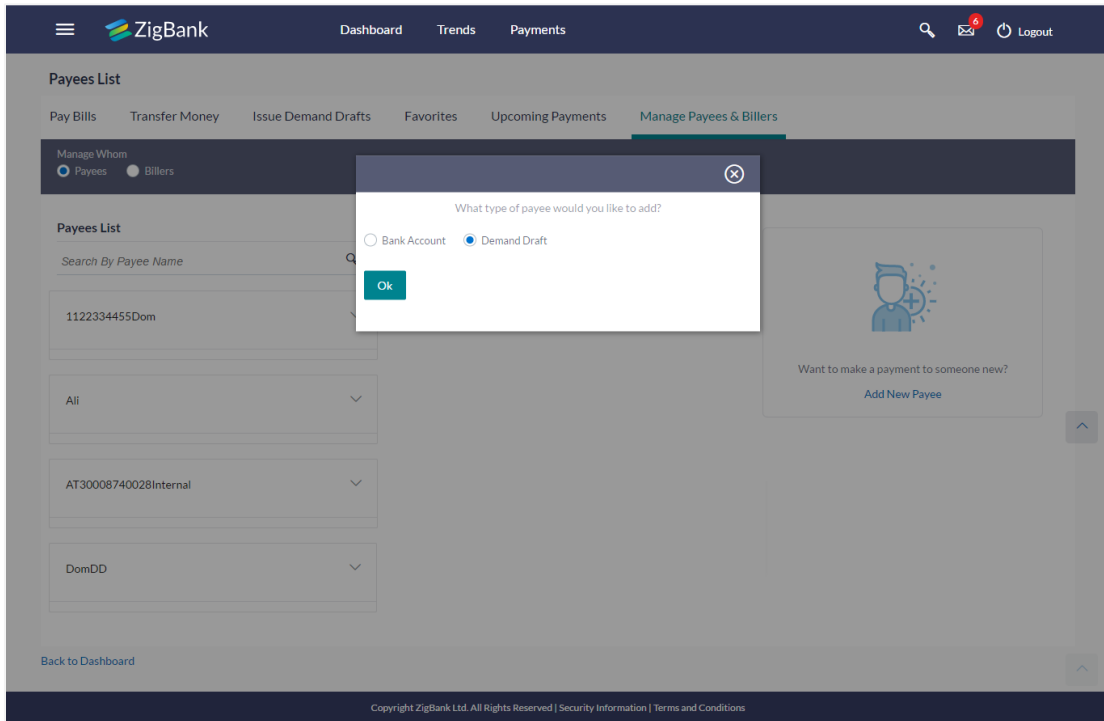 ZigBank Dashboard Trends Payments 6 Logout
Payees List
Pay Bills Transfer Money Issue Demand Drafts Favorites Upcoming Payments Manage Payees & Billers
Manage Whom
Payees Billers
What type of payee would you like to add?
Bank Account Demand Draft
Ok
Payees List
Search By Payee Name
1122334455Dom
Ali
AT30008740028Internal
DomDD
Want to make a payment to someone new?
Add New Payee
Back to Dashboard
Copyright ZigBank Ltd. All Rights Reserved | Security Information | Terms and Conditions